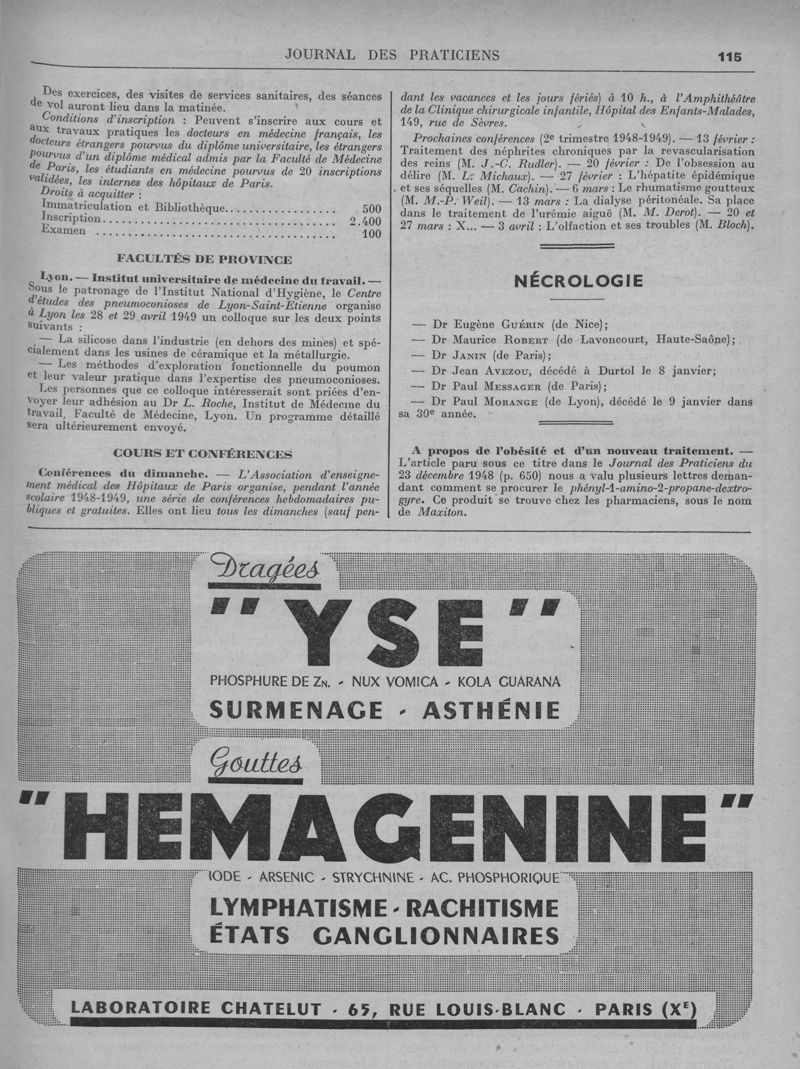 JOURNAL DES PRATICIENS 115
Des exercices, des visites de services sanitaires, des séances
de vol auront lieu dans la matinée.
Conditions d'inscription : Peuvent s'inscrire aux cours et
aux travaux pratiques les docteurs en médecine français, les
docteurs étrangers pourvus du diplôme universitaire, les étrangers
pourvus d'un diplôme médical admis par la Faculté de Médecine
de Paris, les étudiants en médecine pourvus de 20 inscriptions
validées, les internes des hôpitaux de Paris.
Droits à acquitter :
Immatriculation et Bibliothèque................. 500
Inscription.................................... 2.400
Examen .................................... 100
FACULTÉS DE PROVINCE
Lyon. — Institut universitaire de médecine du travail. —
Sous le patronage de l'Institut National d'Hygiène, le Centre
d'études des pneumoconioses de Lyon-Saint-Etienne organise
à Lyon les 28 et 29 avril 1949 un colloque sur les deux points
suivants :
— La silicose dans l'industrie (en dehors des mines) et spé-
cialement dans les usines de céramique et la métallurgie.
— Les méthodes d'exploration fonctionnelle du poumon
et leur valeur pratique dans l'expertise des pneumoconioses.
Les personnes que ce colloque intéresserait sont priées d'en-
voyer leur adhésion au Dr L. Roche, Institut de Médecine du
travail, Faculté de Médecine, Lyon. Un programme détaillé
sera ultérieurement envoyé.
COURS ET CONFÉRENCES
Conférences du dimanche. — L'Association d'enseigne-
ment médical des Hôpitaux de Paris organise, pendant l'année
scolaire 1948-1949, une série de conférences hebdomadaires pu-
bliques et gratuites. Elles ont lieu tous les dimanches (sauf pen-
dant les vacances et les jours fériés) à 10 h., à l'Amphithéâtre
de la Clinique chirurgicale infantile, Hôpital des Enfants-Malades,
149, rue de Sèvres.
Prochaines conférences (2e trimestre 1948-1949). — 13 février :
Traitement des néphrites chroniques par la revascularisation
des reins (M. J.-C. Rudler). — 20 février : De l'obsession au
délire (M. L. Michaux). — 27 février : L'hépatite épidémique
et ses séquelles (M. Cachin). — 6 mars : Le rhumatisme goutteux
(M. M.-P. Weil). — 13 mars : La dialyse péritonéale. Sa place
dans le traitement de l'urémie aiguë (M. M. Derot). — 20 et
27 mars : X... — 3 avril : L'olfaction et ses troubles (M. Bloch).
NÉCROLOGIE
— Dr Eugène GUÉRIN (de Nice);
— Dr Maurice ROBERT (de Lavoncourt, Haute-Saône);
— Dr JANIN (de Paris);
— Dr Jean AVEZOU, décédé à Durtol le 8 janvier;
— Dr Paul MESSAGER (de Paris);
— Dr Paul MORANGE (de Lyon), décédé le 9 janvier dans
sa 30e année.
A propos de l'obésité et d'un nouveau traitement. —
L'article paru sous ce titre dans le Journal des Praticiens du
23 décembre 1948 (p. 650) nous a valu plusieurs lettres deman-
dant comment se procurer le phényl-1-amino-2-propane-dextro-
gyre. Ce produit se trouve chez les pharmaciens, sous le nom
de Maxiton.
Dragées
"YSE"
PHOSPHURE DE ZN. - NUX VOMICA - KOLA GUARANA
SURMENAGE - ASTHÉNIE
Gouttes
"HEMAGENINE"
IODE - ARSENIC - STRYCHNINE - AC. PHOSPHORIQUE
LYMPHATISME - RACHITISME
ÉTATS GANGLIONNAIRES
LABORATOIRE CHATELUT - 65, RUE LOUIS-BLANC - PARIS (XE)